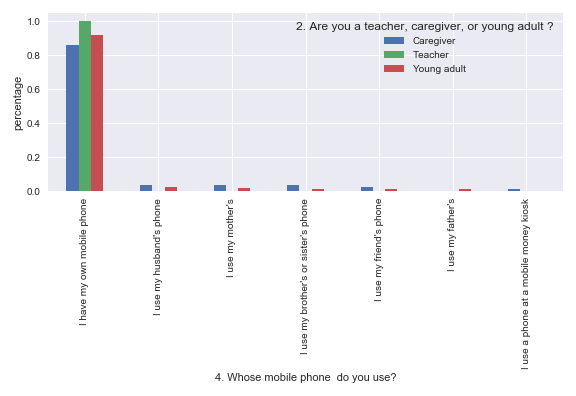 2. Are you a teacher, caregiver, or young adult ?
Caregiver
Teacher
Young adult
percentage
1.0
0.8
0.6
0.4
0.2
0.0
I have my own mobile phone
I use my husband's phone
I use my mother's
I use my brother's or sister's phone
I use my friend's phone
I use my father's
I use a phone at a mobile money kiosk
4. Whose mobile phone  do you use?